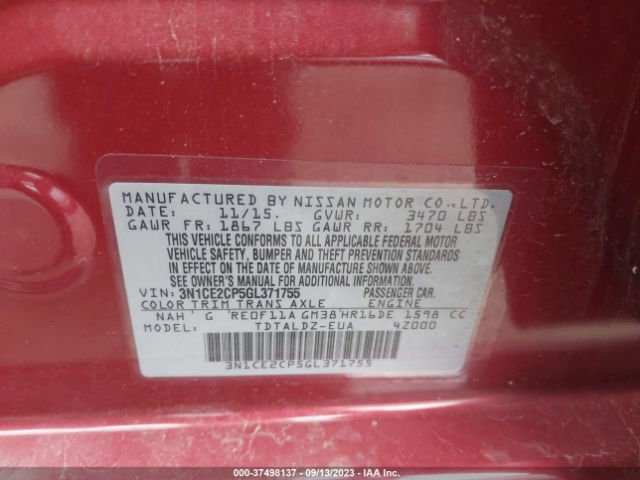 MANUFACTURED BY NISSAN MOTOR CO.,LTD.
DATE: 11/15. GVWR: 3470 LBS
GAWR FR: 1867 LBS GAWR RR: 1704 LBS
THIS VEHICLE CONFORMS TO ALL APPLICABLE FEDERAL MOTOR
VEHICLE SAFETY, BUMPER AND THEFT PREVENTION STANDARDS
IN EFFECT ON THE DATE OF MANUFACTURE SHOWN ABOVE.
SEE OWNER'S MANUAL FOR ADDITIONAL INFORMATION.
VIN: 3N1CE2CP5GL371755 PASSENGER CAR.
COLOR TRIM TRANS AXLE ENGINE
NAH G RE0F11A GM38 HR16DE 1598 CC
MODEL: TDTALDZ-EUA 4Z000
3N1CE2CP5GL371755
000-37498137 - 09/13/2023 - IAA Inc.